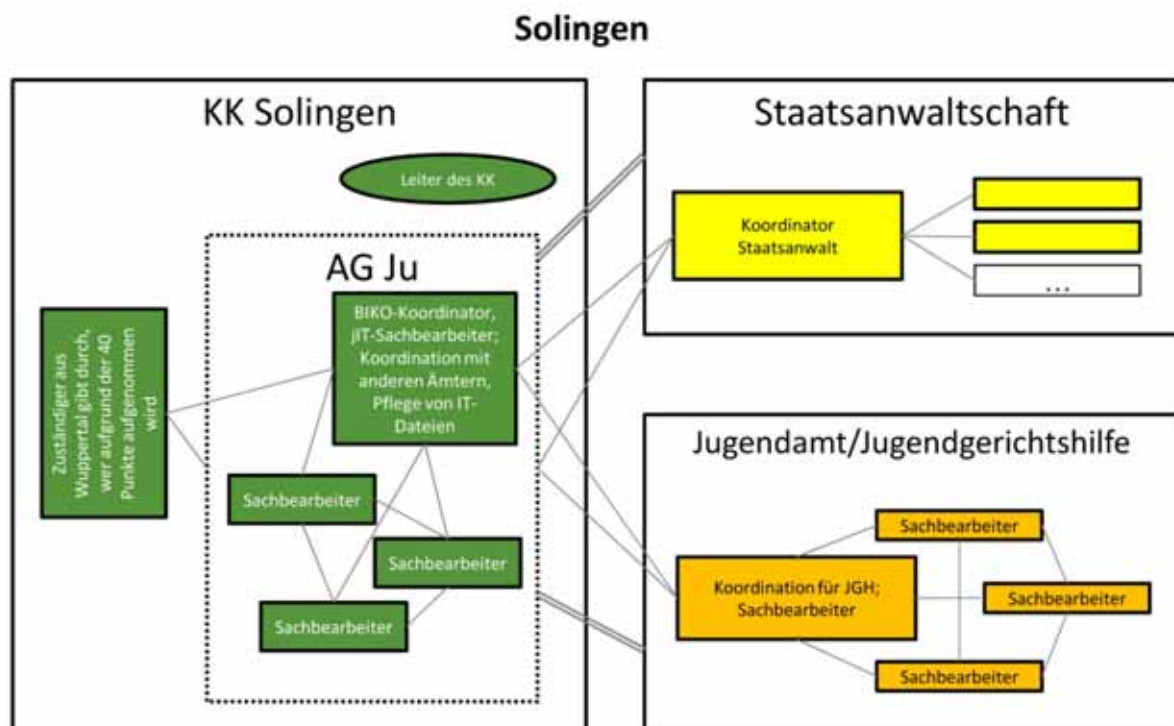 Solingen
KK Solingen
Leiter des KK
AG Ju
BIKO-Koordinator,
jIT-Sachbearbeiter;
Koordination mit
anderen Ämtern,
Pflege von IT-
Dateien
Zuständiger aus
Wuppertal gibt durch,
wer aufgrund der 40
Punkte aufgenommen
wird
Sachbearbeiter
Sachbearbeiter
Sachbearbeiter
Staatsanwaltschaft
Koordinator
Staatsanwalt
...
Jugendamt/Jugendgerichtshilfe
Sachbearbeiter
Koordination für JGH;
Sachbearbeiter
Sachbearbeiter
Sachbearbeiter